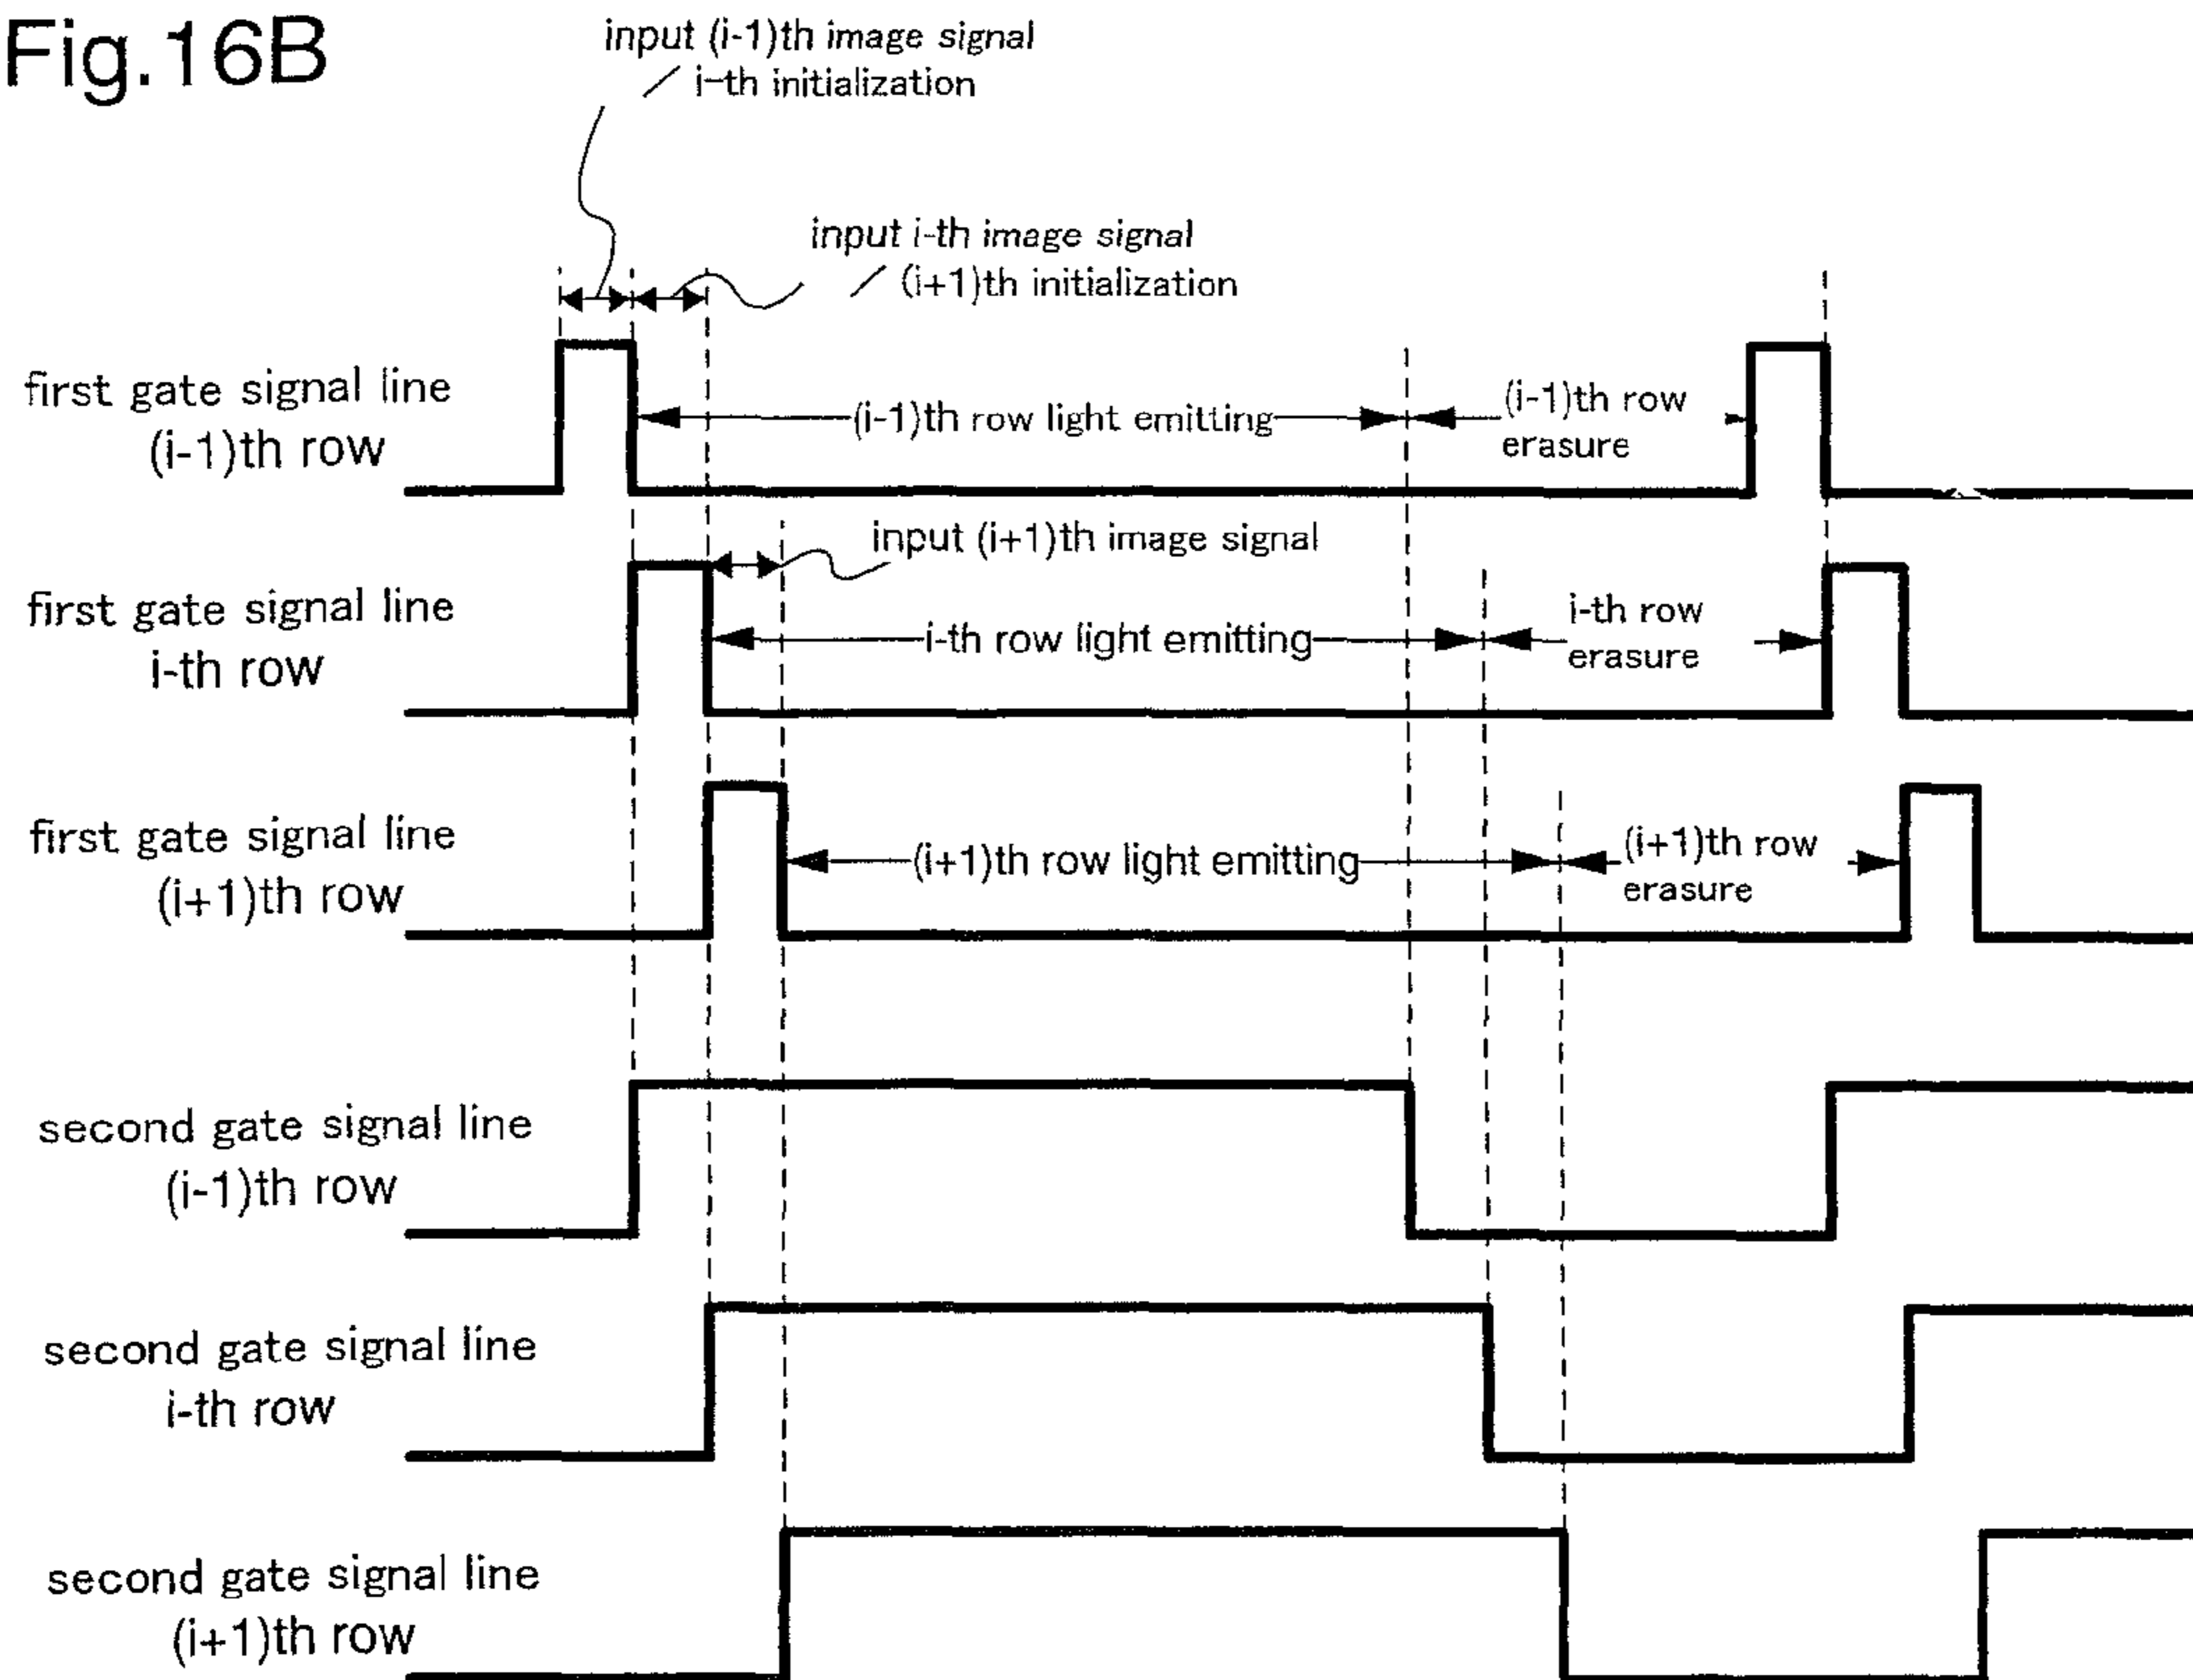 Fig.16B
input (i-1)th image signal
／ i-th initialization
input i-th image signal
／ (i+1)th initialization
first gate signal line
(i-1)th row
(i-1)th row light emitting
(i-1)th row
erasure
input (i+1)th image signal
first gate signal line
i-th row
i-th row light emitting
i-th row
erasure
first gate signal line
(i+1)th row
(i+1)th row light emitting
(i+1)th row
erasure
second gate signal line
(i-1)th row
second gate signal line
i-th row
second gate signal line
(i+1)th row